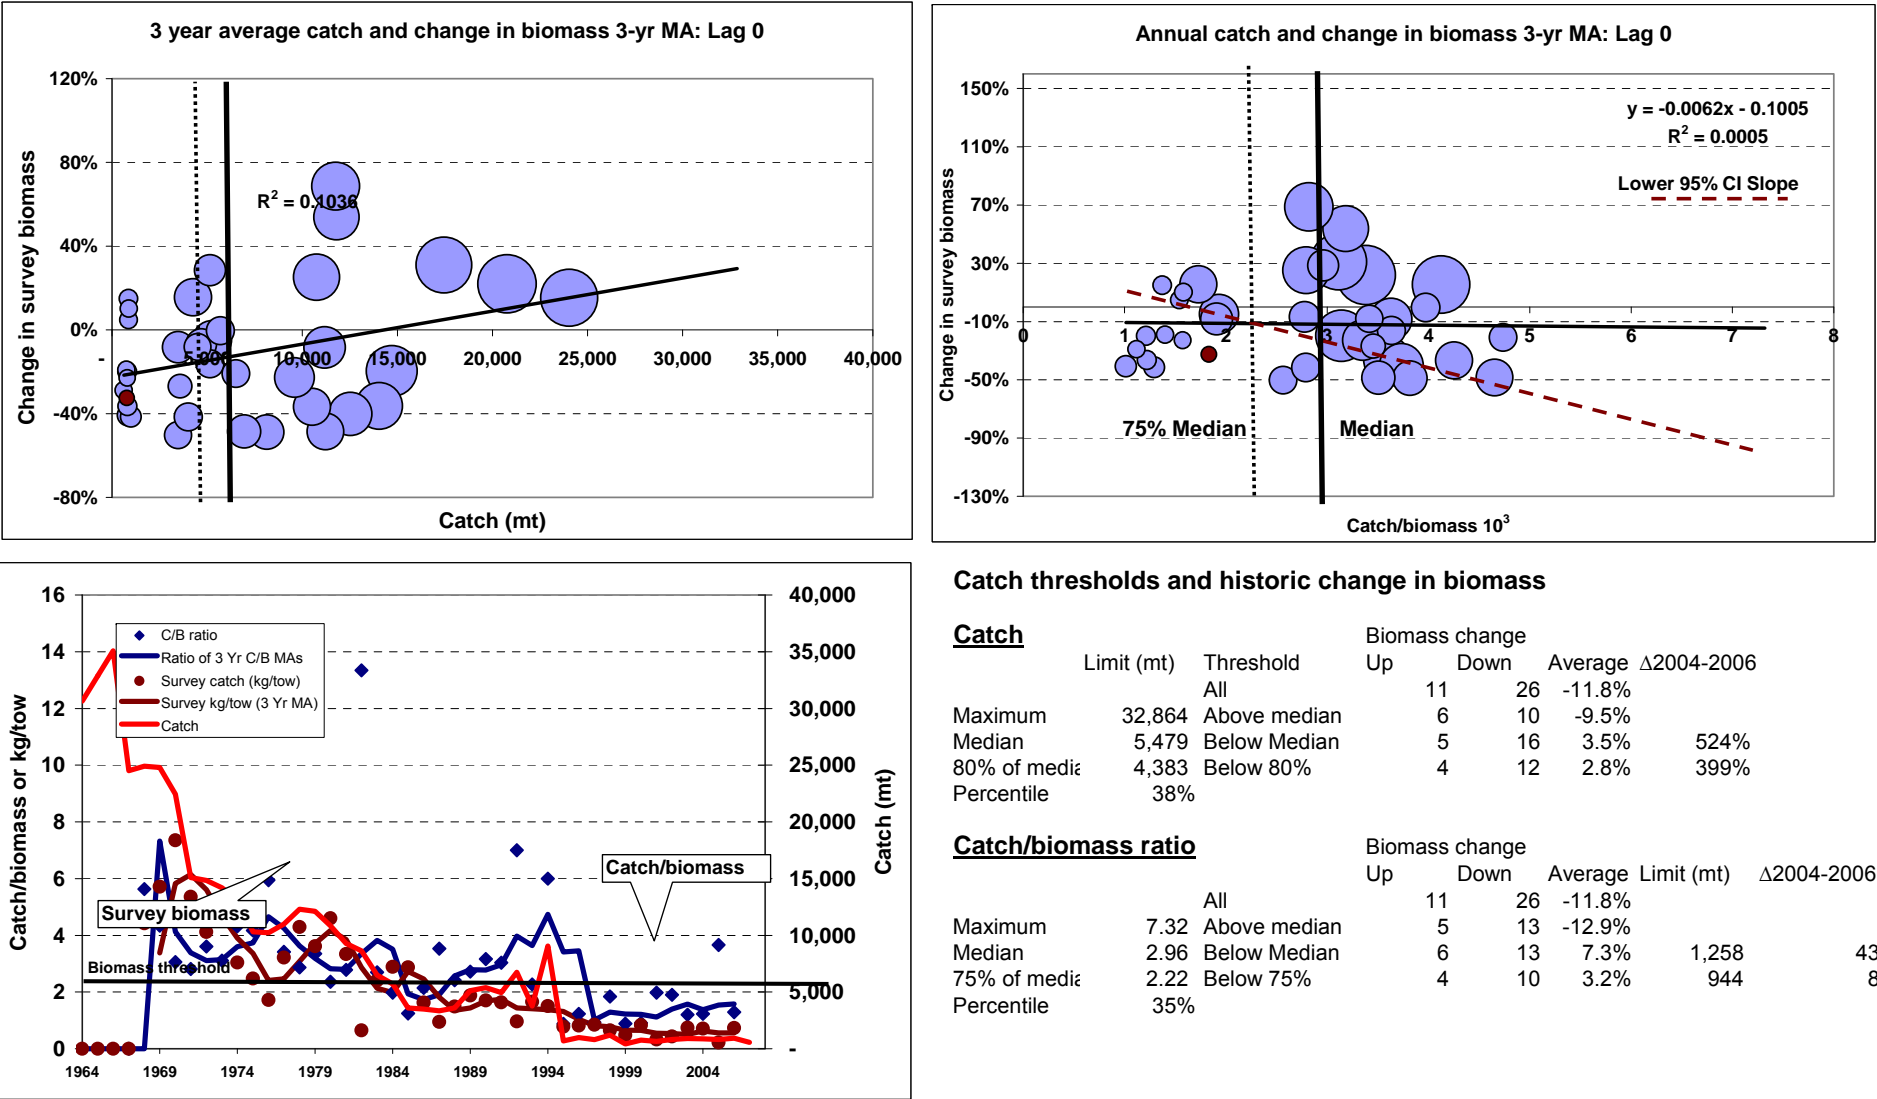 3 year average catch and change in biomass 3-yr MA: Lag 0
120%
80%
40%
0%
-40%
-80%
Change in survey biomass
R2 = 0.1036
-
5,000
10,000
15,000
20,000
25,000
30,000
35,000
40,000
Catch (mt)
Annual catch and change in biomass 3-yr MA: Lag 0
150%
110%
70%
30%
-10%
-50%
-90%
-130%
Change in survey biomass
y = -0.0062x - 0.1005
R2 = 0.0005
Lower 95% CI Slope
0
1
2
3
4
5
6
7
8
75% Median
Median
Catch/biomass 103
16
14
12
10
8
6
4
2
0
Catch/biomass or kg/tow
C/B ratio
Ratio of 3 Yr C/B MAs
Survey catch (kg/tow)
Survey kg/tow (3 Yr MA)
Catch
Survey biomass
Catch/biomass
Biomass threshold
40,000
35,000
30,000
25,000
20,000
15,000
10,000
5,000
-
Catch (mt)
1964 1969 1974 1979 1984 1989 1994 1999 2004
Catch thresholds and historic change in biomass
Catch Biomass change
Limit (mt) Threshold Up Down Average Δ2004-2006
All 11 26 -11.8%
Maximum 32,864 Above median 6 10 -9.5%
Median 5,479 Below Median 5 16 3.5% 524%
80% of media 4,383 Below 80% 4 12 2.8% 399%
Percentile 38%
Catch/biomass ratio Biomass change
Up Down Average Limit (mt) Δ2004-2006
All 11 26 -11.8%
Maximum 7.32 Above median 5 13 -12.9%
Median 2.96 Below Median 6 13 7.3% 1,258 43
75% of media 2.22 Below 75% 4 10 3.2% 944 8
Percentile 35%